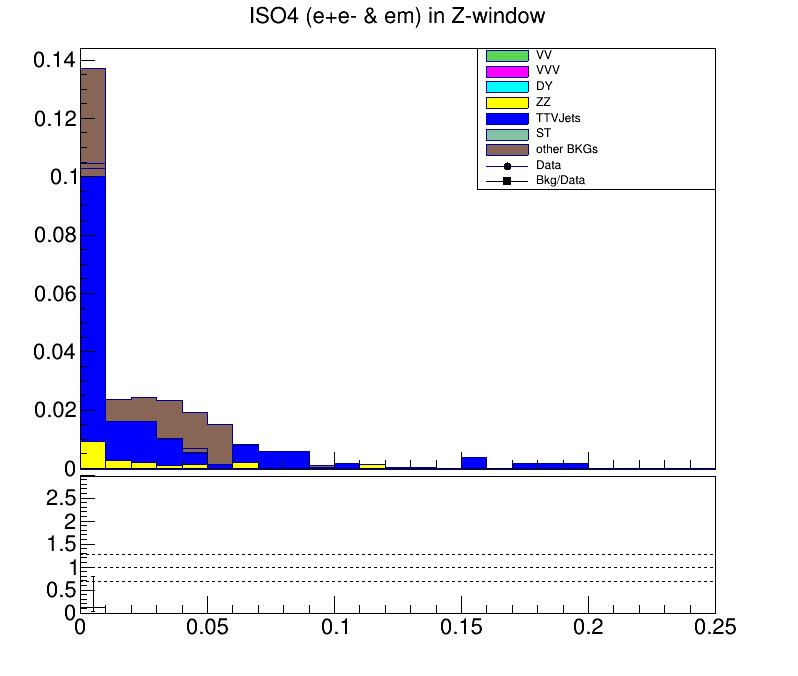 ISO4 (e+e- & em) in Z-window
0.14
0.12
0.1
0.08
0.06
0.04
0.02
0
VV
VVV
DY
ZZ
TTVJets
ST
other BKGs
Data
Bkg/Data
2.5
2
1.5
1
0.5
0
0 0.05 0.1 0.15 0.2 0.25